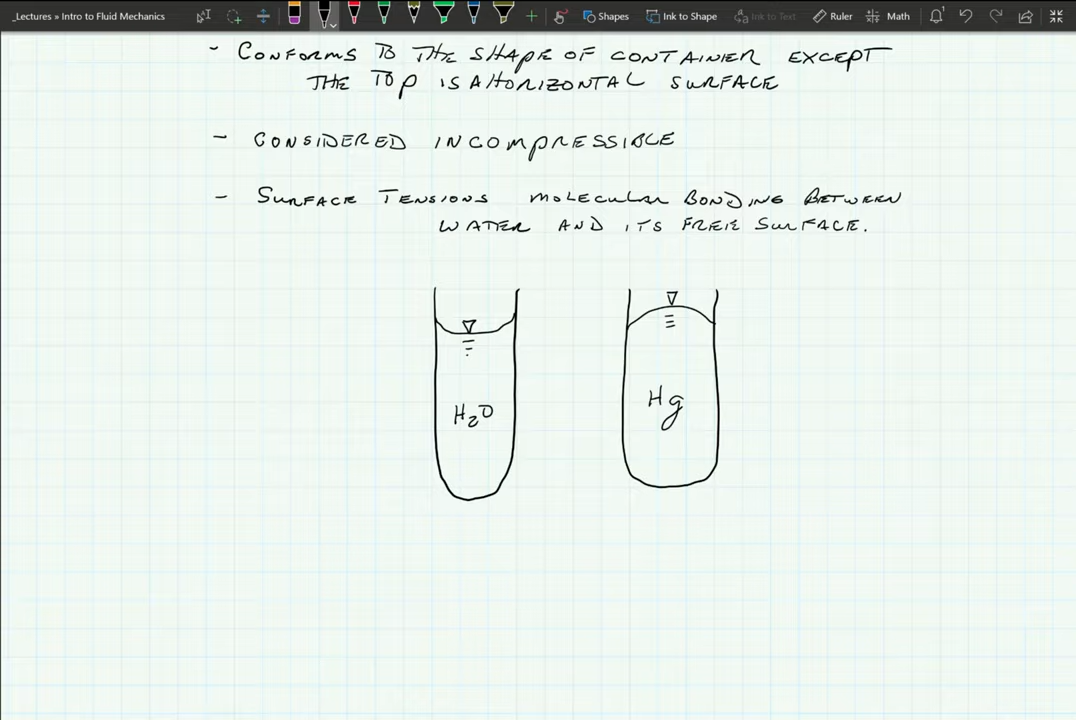 _Lectures » Intro to Fluid Mechanics
Shapes
Ink to Shape
Ink to Text
Ruler
Math
- CONFORMS TO THE SHAPE OF CONTAINER EXCEPT
THE TOP IS A HORIZONTAL SURFACE
- CONSIDERED INCOMPRESSIBLE
- SURFACE TENSIONS MOLECULAR BONDING BETWEEN
WATER AND ITS FREE SURFACE.
H2O
Hg